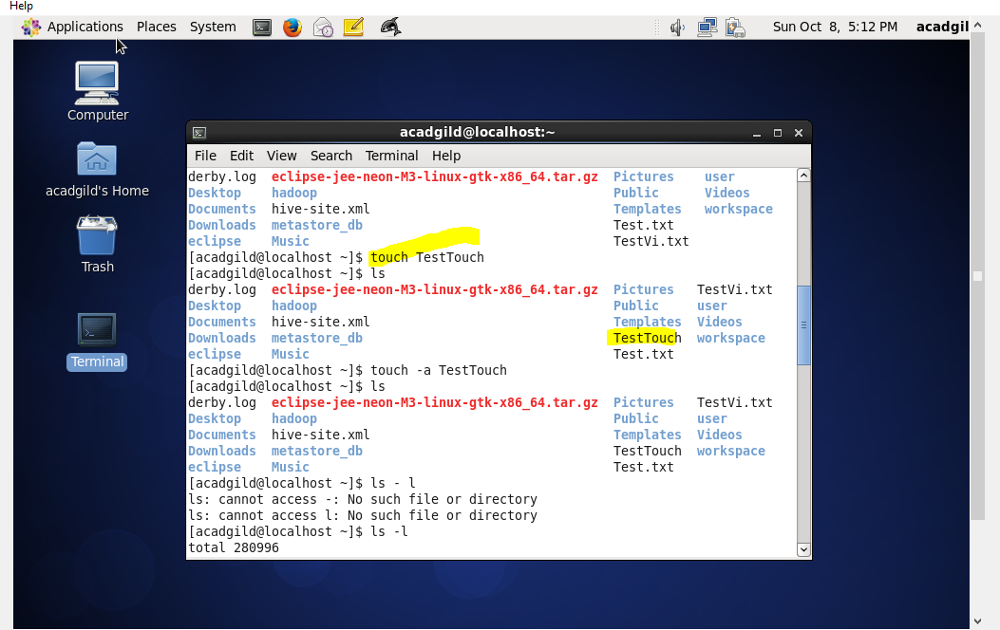 Help
Applications Places System Sun Oct 8, 5:12 PM acadgil
Computer
acadgild's Home
Trash
Terminal
acadgild@localhost:~
File Edit View Search Terminal Help
derby.log eclipse-jee-neon-M3-linux-gtk-x86_64.tar.gz Pictures user
Desktop hadoop Public Videos
Documents hive-site.xml Templates workspace
Downloads metastore_db Test.txt
eclipse Music TestVi.txt
[acadgild@localhost ~]$ touch TestTouch
[acadgild@localhost ~]$ ls
derby.log eclipse-jee-neon-M3-linux-gtk-x86_64.tar.gz Pictures TestVi.txt
Desktop hadoop Public user
Documents hive-site.xml Templates Videos
Downloads metastore_db TestTouch workspace
eclipse Music Test.txt
[acadgild@localhost ~]$ touch -a TestTouch
[acadgild@localhost ~]$ ls
derby.log eclipse-jee-neon-M3-linux-gtk-x86_64.tar.gz Pictures TestVi.txt
Desktop hadoop Public user
Documents hive-site.xml Templates Videos
Downloads metastore_db TestTouch workspace
eclipse Music Test.txt
[acadgild@localhost ~]$ ls - l
ls: cannot access -: No such file or directory
ls: cannot access l: No such file or directory
[acadgild@localhost ~]$ ls -l
total 280996